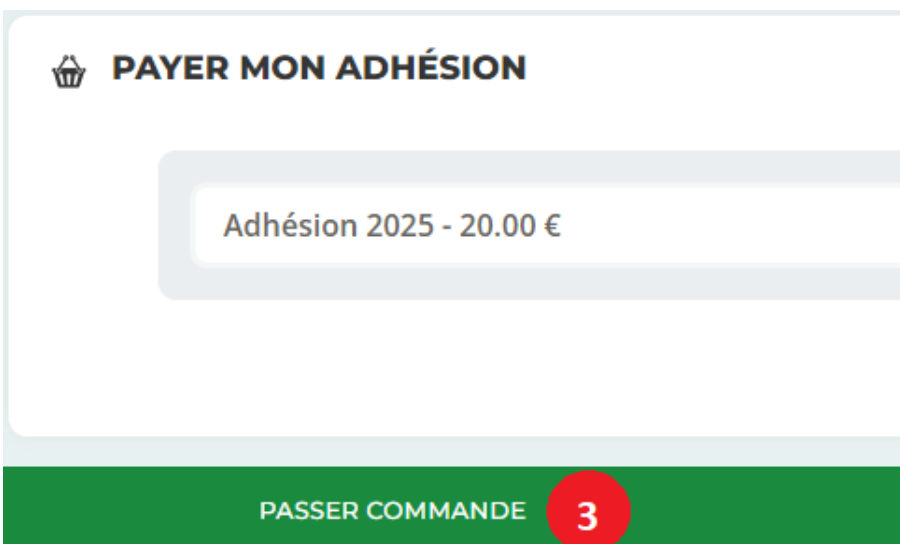 PAYER MON ADHÉSION
Adhésion 2025 - 20.00 €
PASSER COMMANDE 3